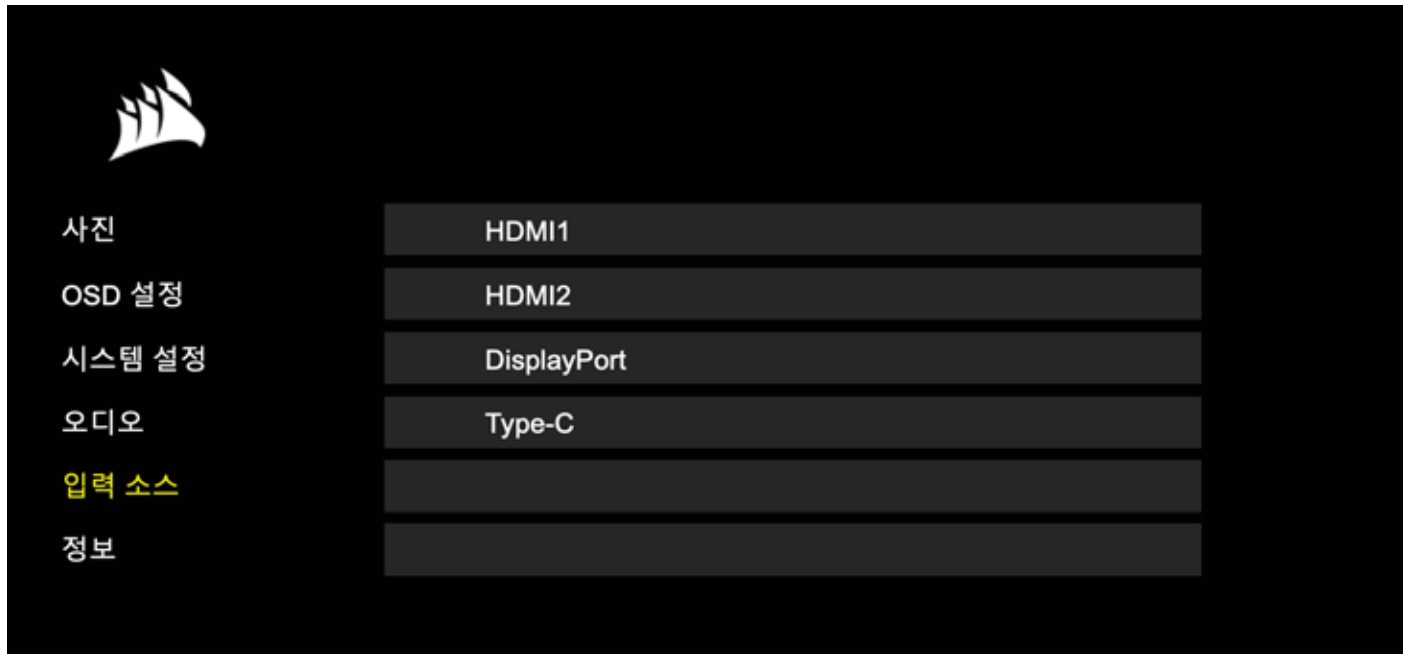 사진 HDMI1
OSD 설정 HDMI2
시스템 설정 DisplayPort
오디오 Type-C
입력 소스
정보